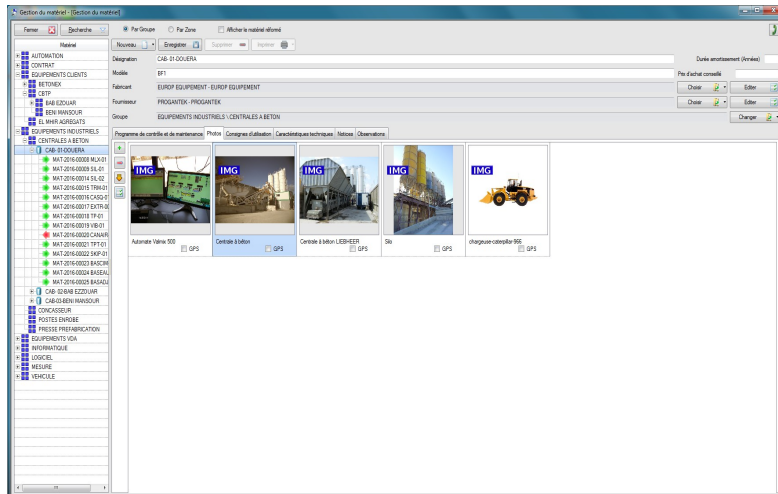 Gestion du matériel - [Gestion du matériel]
Fermer Recherche
Par Groupe Par Zone Afficher le matériel réformé
Matériel
Nouveau Enregistrer Supprimer Imprimer
Désignation CAB- 01-DOUERA Durée amortissement (Années)
Modèle BF1 Prix d'achat conseillé
Fabricant EUROP EQUIPEMENT - EUROP EQUIPEMENT Choisir Editer
Fournisseur PROGANTEK - PROGANTEK Choisir Editer
Groupe EQUIPEMENTS INDUSTRIELS \ CENTRALES A BETON Changer
Programme de contrôle et de maintenance Photos Consignes d'utilisation Caractéristiques techniques Notices Observations
AUTOMATION
CONTRAT
EQUIPEMENTS CLIENTS
BETONEX
CBTP
BAB EZOUAR
BENI MANSOUR
EL MHIR AGREGATS
EQUIPEMENTS INDUSTRIELS
CENTRALES A BETON
CAB- 01-DOUERA
MAT-2016-00008 MLX-01
MAT-2016-00009 SIL-01
MAT-2016-00014 SIL-02
MAT-2016-00015 TRM-01
MAT-2016-00016 CASQ-0
MAT-2016-00017 EXTR-0
MAT-2016-00018 TP-01
MAT-2016-00019 VIB-01
MAT-2016-00020 CANAIR
MAT-2016-00021 TPT-01
MAT-2016-00022 SKIP-01
MAT-2016-00023 BASCIM
MAT-2016-00024 BASEAU
MAT-2016-00025 BASADJ
CAB- 02-BAB EZZOUAR
CAB-03-BENI MANSOUR
CONCASSEUR
POSTES ENROBE
PRESSE PREFABRICATION
EQUIPEMENTS VDA
INFORMATIQUE
LOGICIEL
MESURE
VEHICULE
IMG IMG IMG IMG IMG
Automate Valmix 500 Centrale à béton Centrale à béton LIEBHEER Silo chargeuse caterpillar-966
GPS GPS GPS GPS GPS